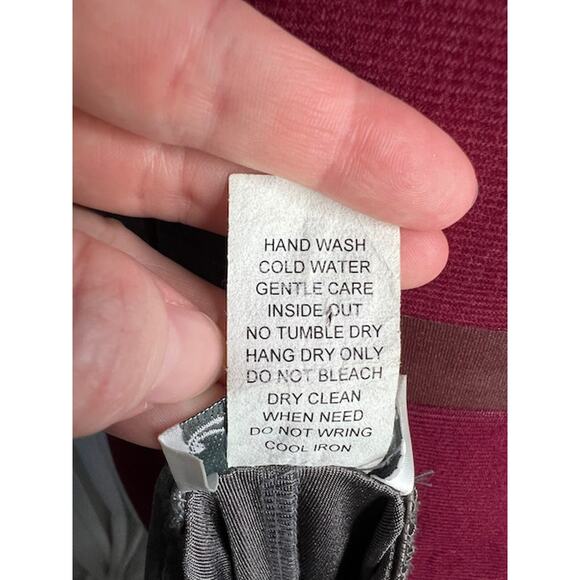 HAND WASH
COLD WATER
GENTLE CARE
INSIDE OUT
NO TUMBLE DRY
HANG DRY ONLY
DO NOT BLEACH
DRY CLEAN
WHEN NEED
DO NOT WRING
COOL IRON